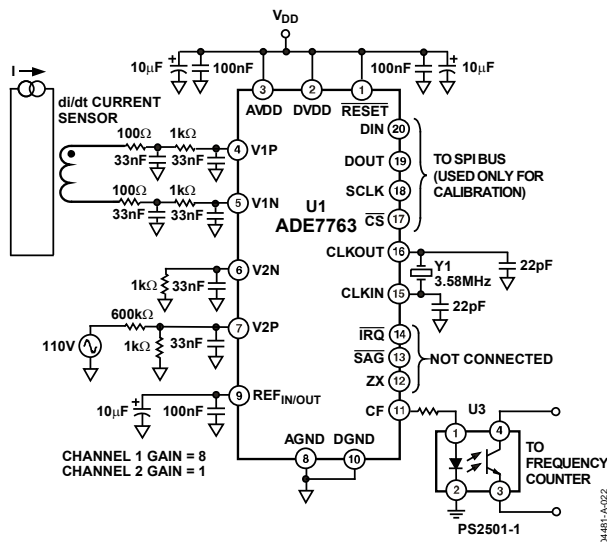 V_DD
10µF
100nF
100nF
10µF
I
3
2
1
AVDD
DVDD
RESET
di/dt CURRENT
SENSOR
100Ω
1kΩ
33nF
33nF
4
V1P
100Ω
1kΩ
33nF
33nF
5
V1N
U1
ADE7763
DIN
20
DOUT
19
SCLK
18
CS
17
TO SPI BUS
(USED ONLY FOR
CALIBRATION)
CLKOUT
16
Y1
3.58MHz
22pF
CLKIN
15
22pF
6
V2N
1kΩ
33nF
600kΩ
7
V2P
110V
1kΩ
33nF
IRQ
14
SAG
13
ZX
12
NOT CONNECTED
9
REF_IN/OUT
10µF
100nF
CF
11
U3
1
4
2
3
TO
FREQUENCY
COUNTER
PS2501-1
AGND
DGND
8
10
CHANNEL 1 GAIN = 8
CHANNEL 2 GAIN = 1
04481-A-022